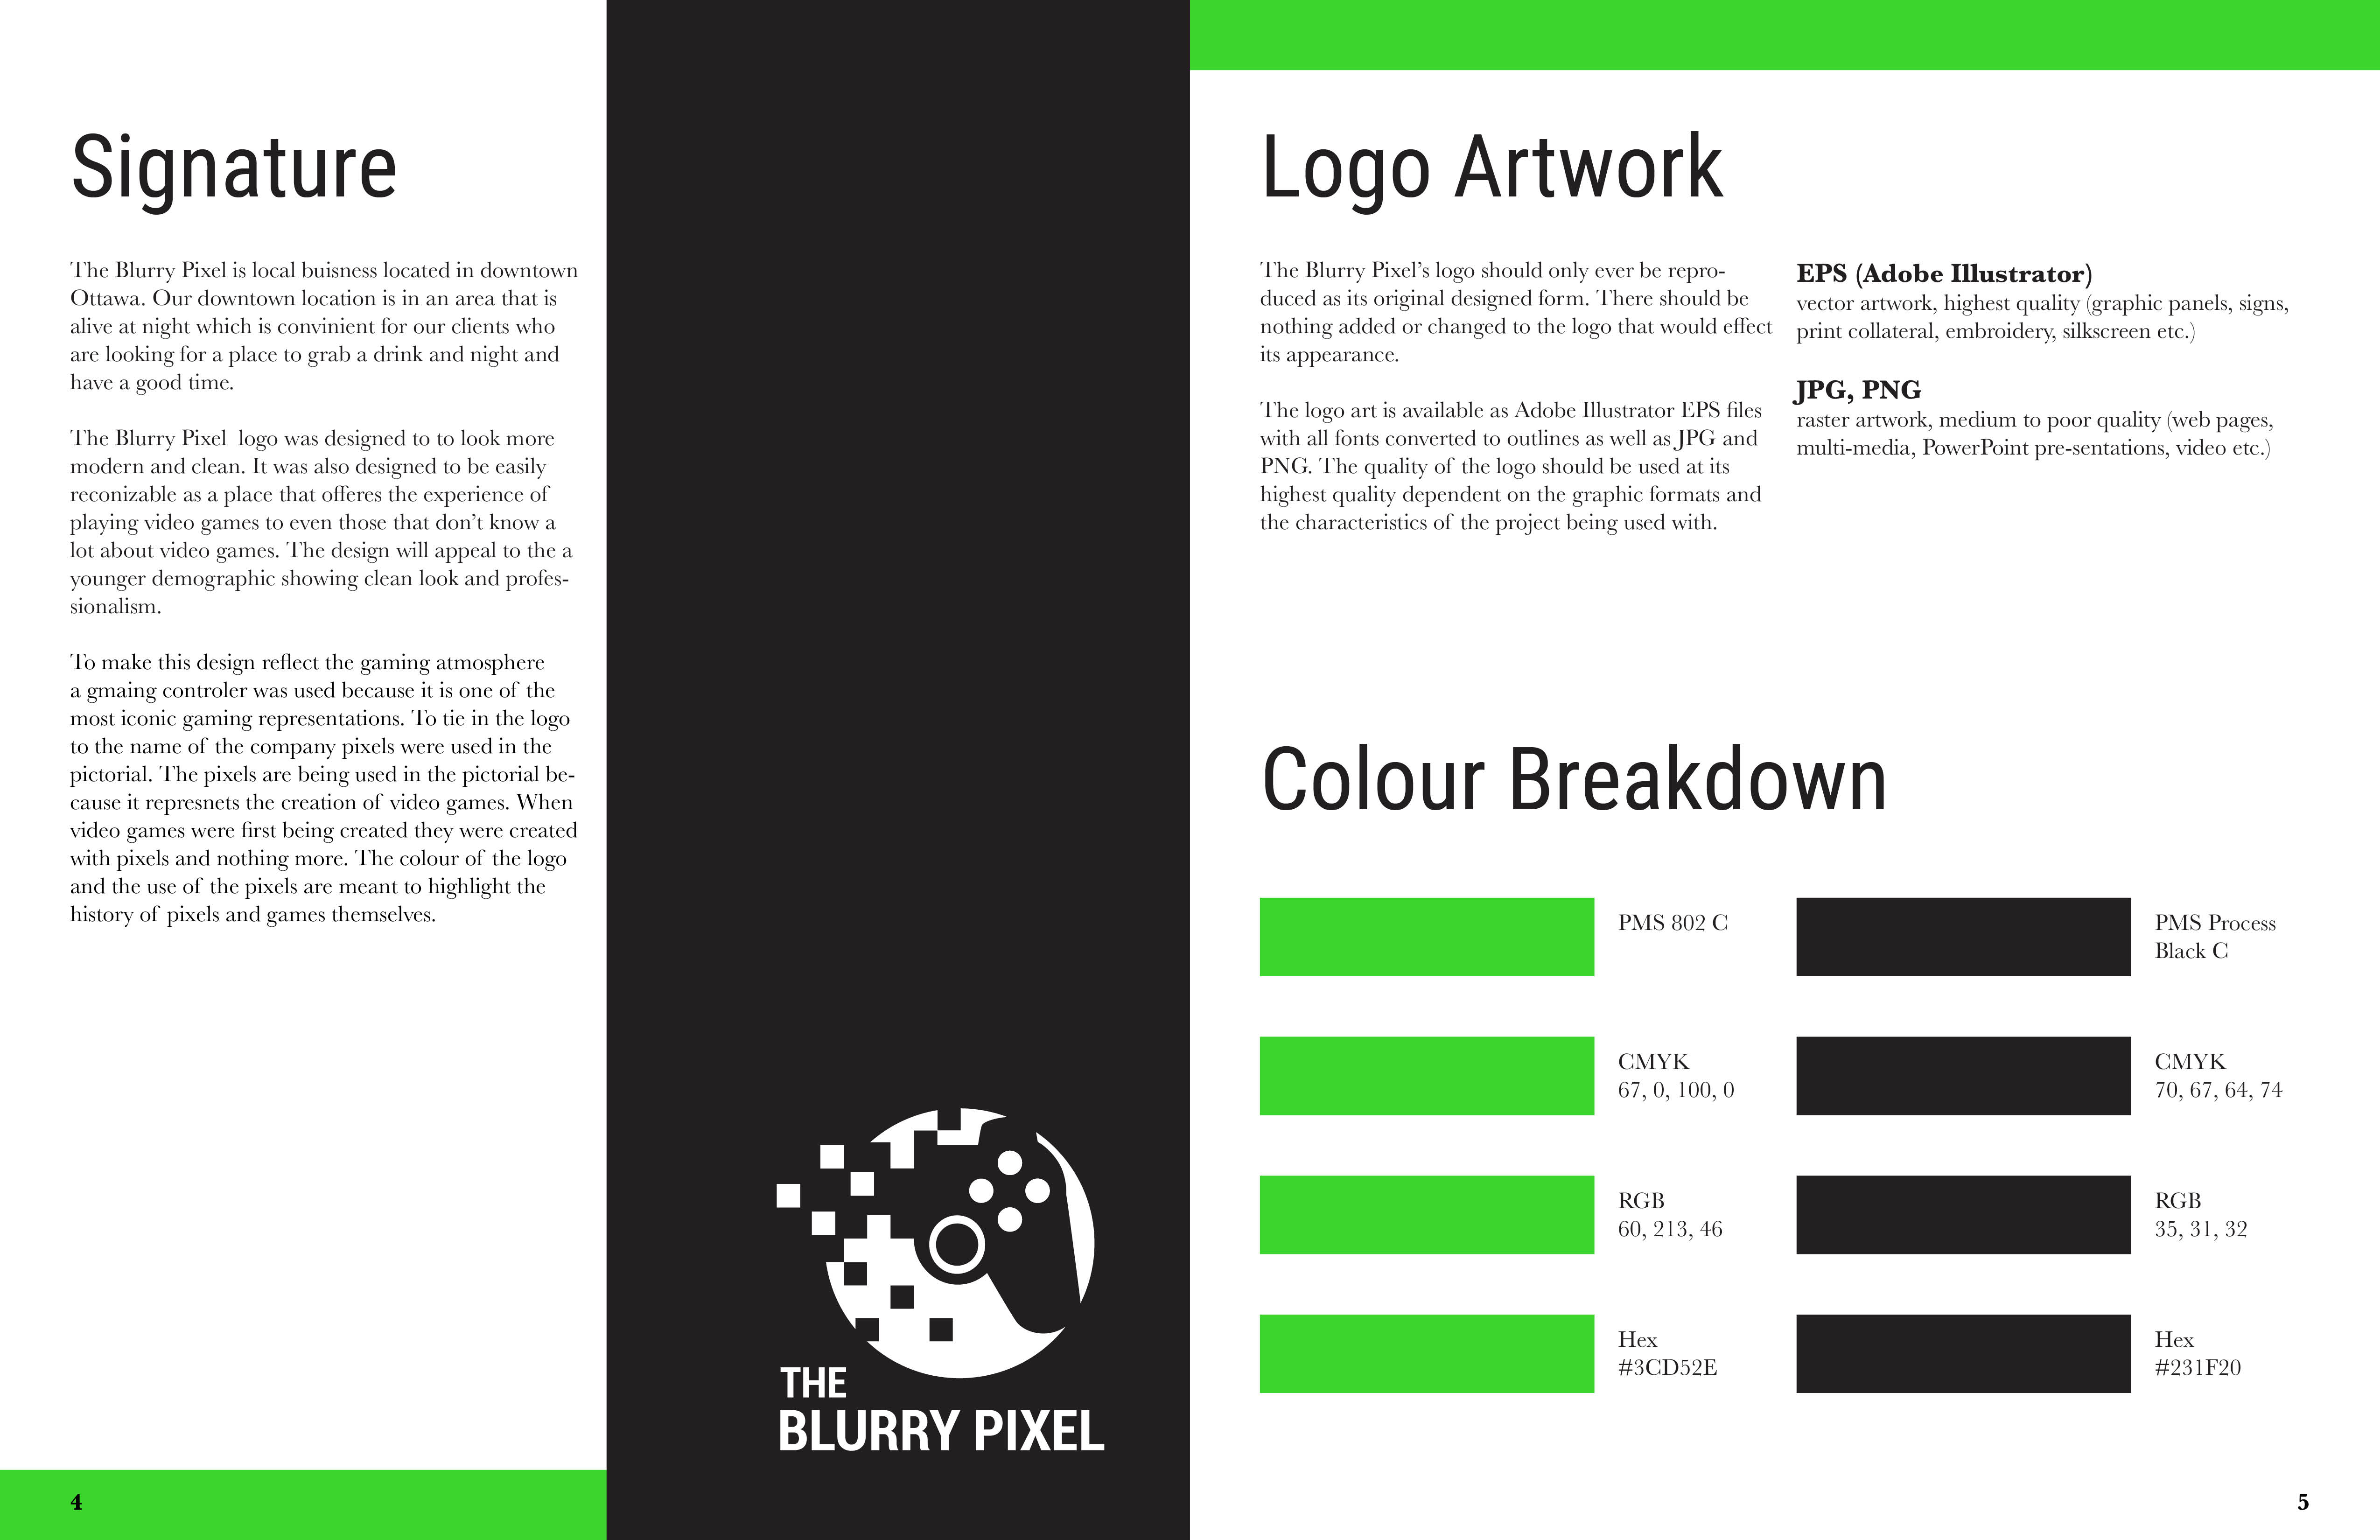 Signature
The Blurry Pixel is local buisness located in downtown
Ottawa. Our downtown location is in an area that is
alive at night which is convinient for our clients who
are looking for a place to grab a drink and night and
have a good time.
The Blurry Pixel  logo was designed to to look more
modern and clean. It was also designed to be easily
reconizable as a place that offeres the experience of
playing video games to even those that don’t know a
lot about video games. The design will appeal to the a
younger demographic showing clean look and profes-
sionalism.
To make this design reflect the gaming atmosphere
a gmaing controler was used because it is one of the
most iconic gaming representations. To tie in the logo
to the name of the company pixels were used in the
pictorial. The pixels are being used in the pictorial be-
cause it represnets the creation of video games. When
video games were first being created they were created
with pixels and nothing more. The colour of the logo
and the use of the pixels are meant to highlight the
history of pixels and games themselves.
4
THE
BLURRY PIXEL
Logo Artwork
The Blurry Pixel’s logo should only ever be repro-
duced as its original designed form. There should be
nothing added or changed to the logo that would effect
its appearance.
The logo art is available as Adobe Illustrator EPS files
with all fonts converted to outlines as well as JPG and
PNG. The quality of the logo should be used at its
highest quality dependent on the graphic formats and
the characteristics of the project being used with.
EPS (Adobe Illustrator)
vector artwork, highest quality (graphic panels, signs,
print collateral, embroidery, silkscreen etc.)
JPG, PNG
raster artwork, medium to poor quality (web pages,
multi-media, PowerPoint pre-sentations, video etc.)
Colour Breakdown
PMS 802 C
PMS Process
Black C
CMYK
67, 0, 100, 0
CMYK
70, 67, 64, 74
RGB
60, 213, 46
RGB
35, 31, 32
Hex
#3CD52E
Hex
#231F20
5